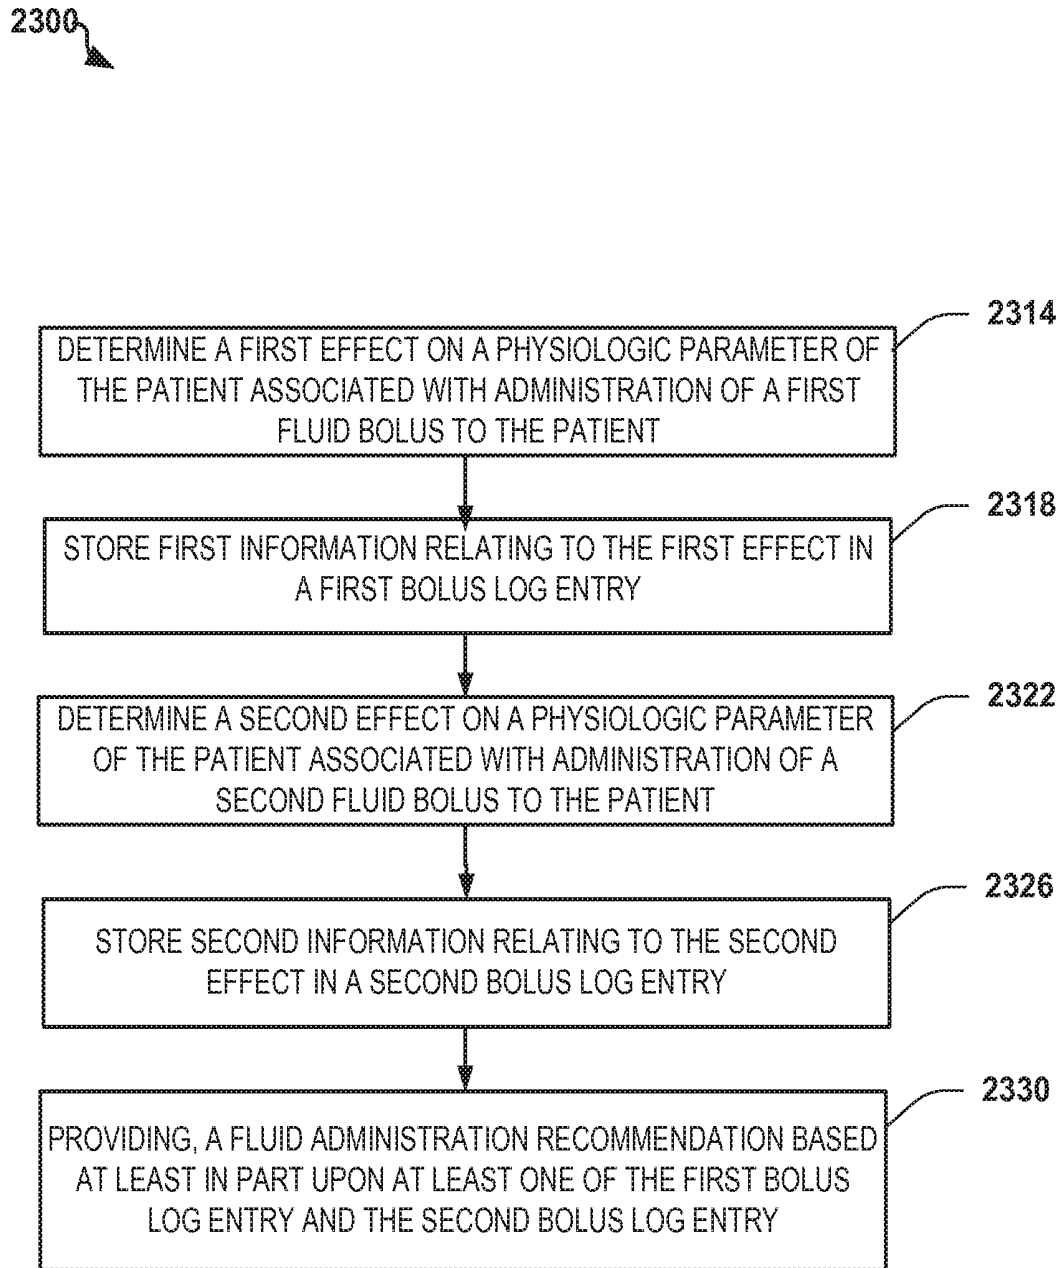 2300
2314
DETERMINE A FIRST EFFECT ON A PHYSIOLOGIC PARAMETER OF
THE PATIENT ASSOCIATED WITH ADMINISTRATION OF A FIRST
FLUID BOLUS TO THE PATIENT
2318
STORE FIRST INFORMATION RELATING TO THE FIRST EFFECT IN
A FIRST BOLUS LOG ENTRY
2322
DETERMINE A SECOND EFFECT ON A PHYSIOLOGIC PARAMETER
OF THE PATIENT ASSOCIATED WITH ADMINISTRATION OF A
SECOND FLUID BOLUS TO THE PATIENT
2326
STORE SECOND INFORMATION RELATING TO THE SECOND
EFFECT IN A SECOND BOLUS LOG ENTRY
2330
PROVIDING, A FLUID ADMINISTRATION RECOMMENDATION BASED
AT LEAST IN PART UPON AT LEAST ONE OF THE FIRST BOLUS
LOG ENTRY AND THE SECOND BOLUS LOG ENTRY